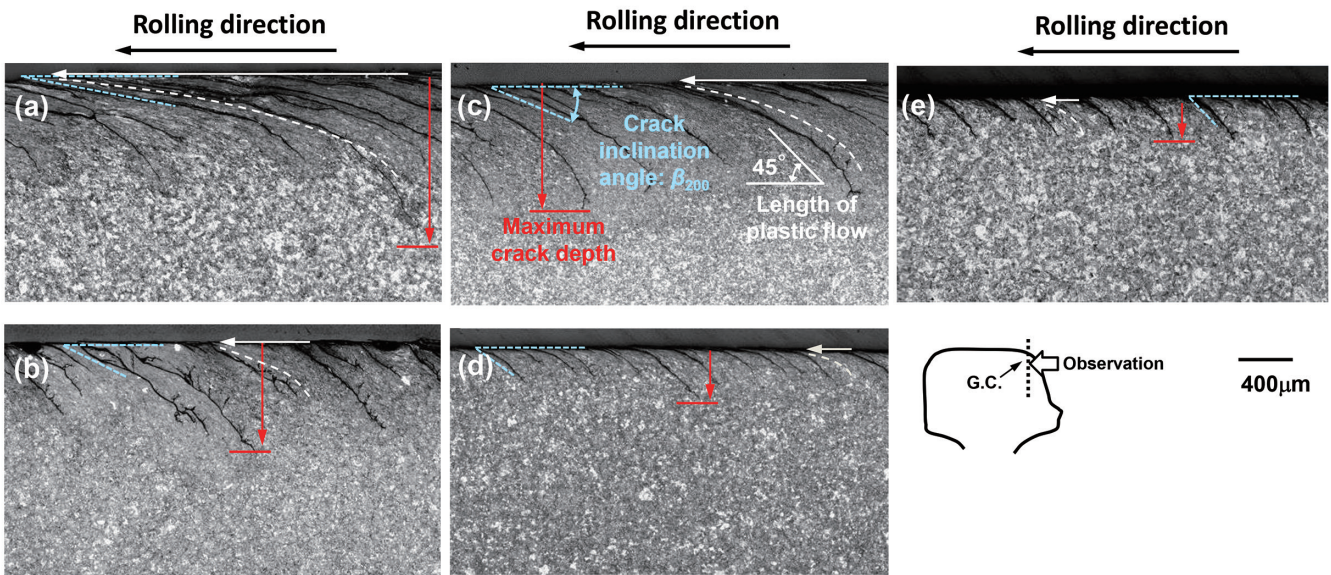 Rolling direction
Rolling direction
Rolling direction
(a)
(c)
Crack
inclination
angle: β200
45°
Length of
plastic flow
Maximum
crack depth
(e)
(b)
(d)
G.C.
Observation
400μm